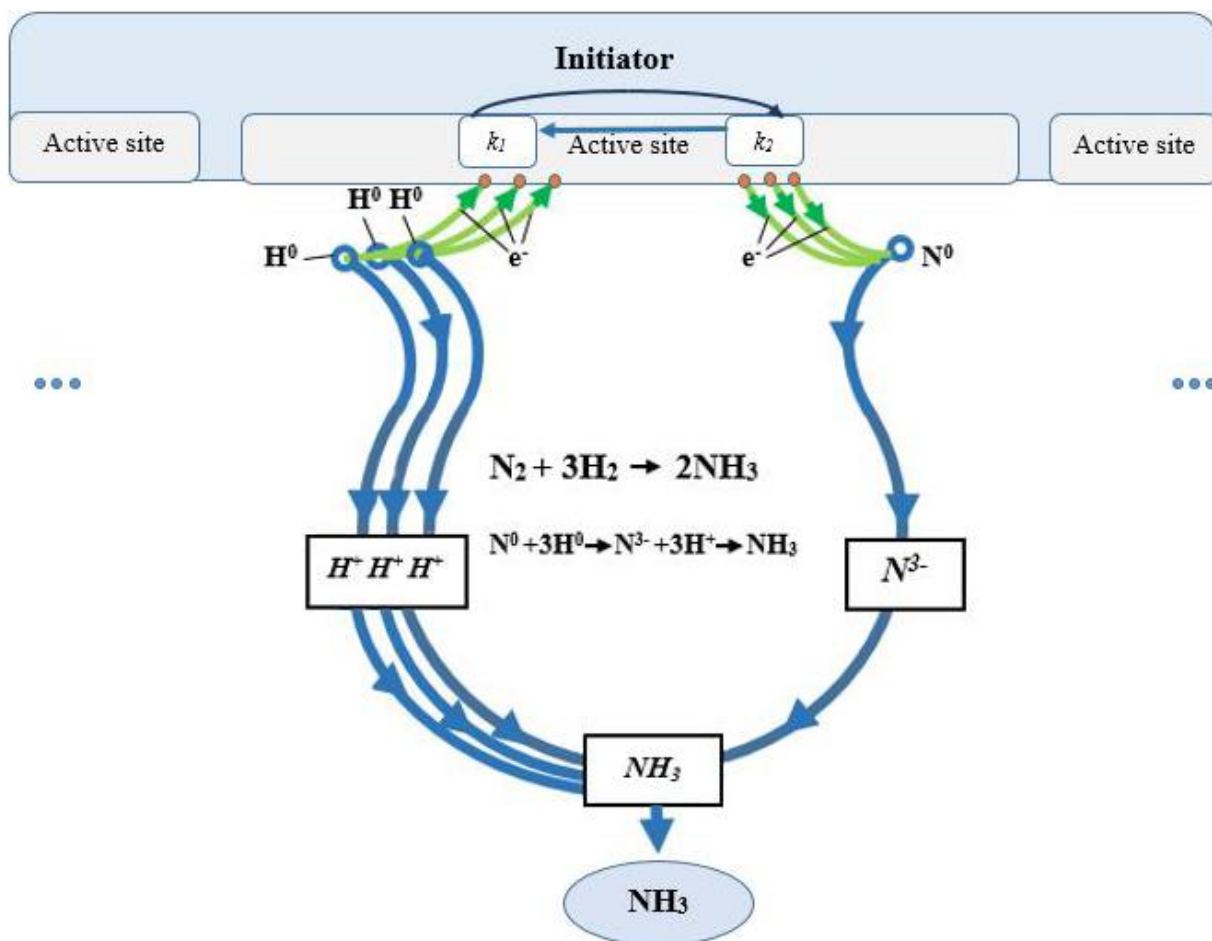 Initiator
Active site
k₁
Active site
k₂
Active site
H⁰ H⁰
H⁰
e⁻
e⁻
N⁰
N₂ + 3H₂ → 2NH₃
N⁰ +3H⁰→N³⁻ +3H⁺→NH₃
H⁺ H⁺ H⁺
N³⁻
NH₃
NH₃